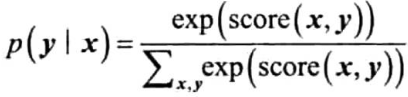 p(y | x) = exp(score(x, y)) / ∑x,y exp(score(x, y))